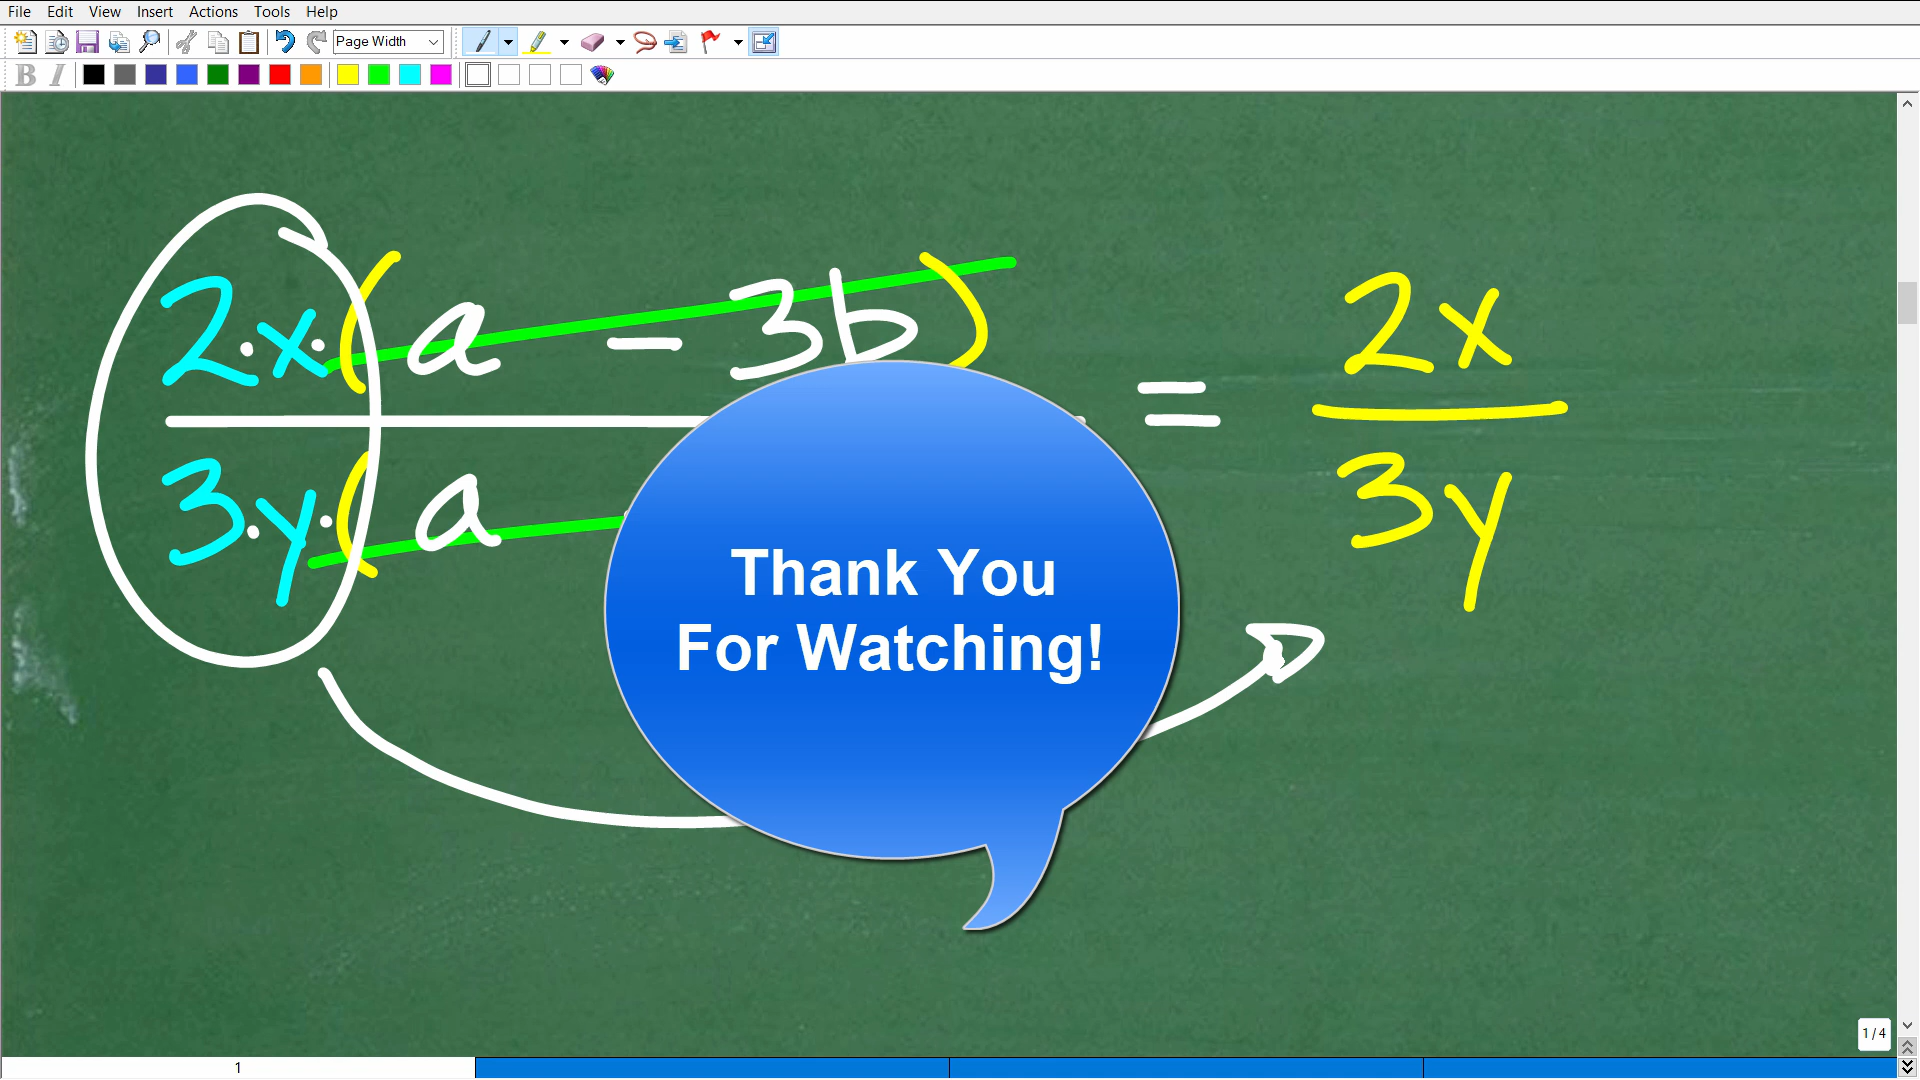 File Edit View Insert Actions Tools Help
Page Width
B I
2·x·(a - 3b)
= 2x
3y
3·y·(a
Thank You
For Watching!
1 / 4
1